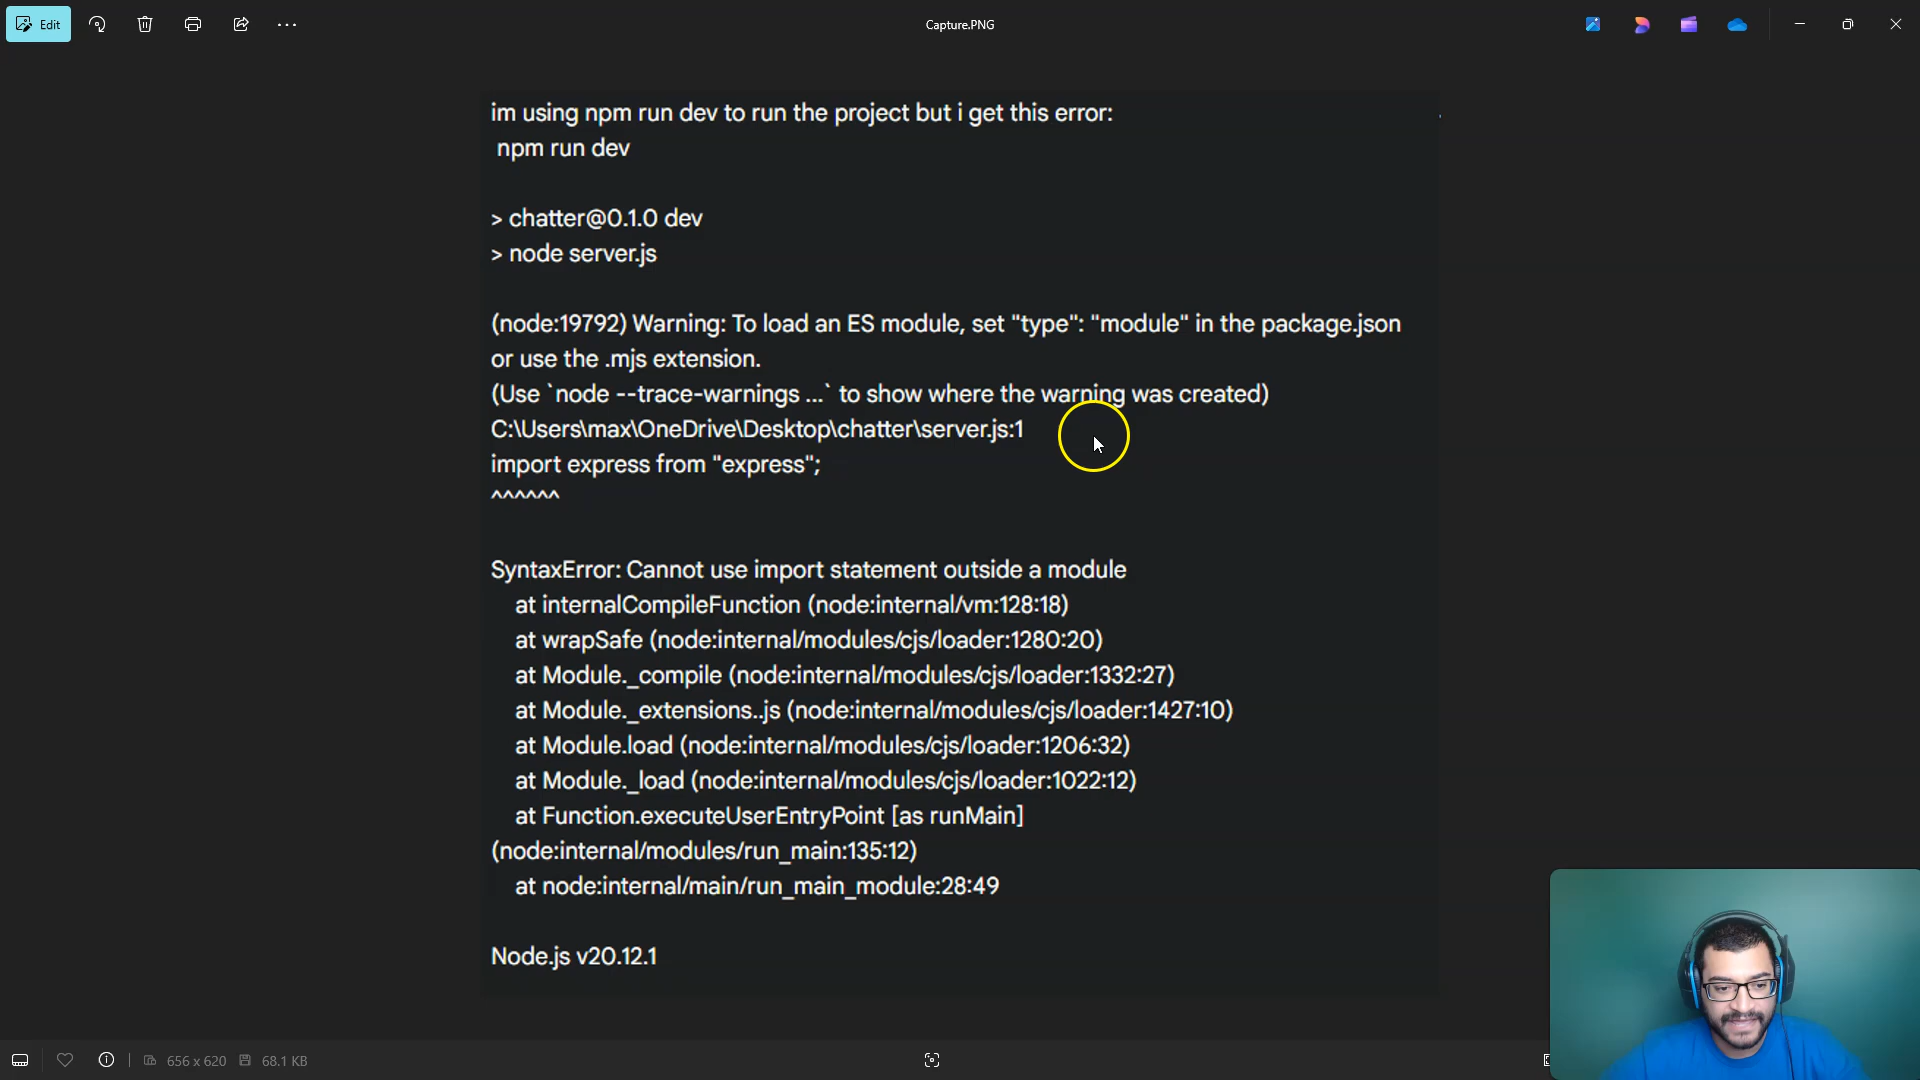 Edit
Capture.PNG
im using npm run dev to run the project but i get this error:
npm run dev
> chatter@0.1.0 dev
> node server.js
(node:19792) Warning: To load an ES module, set "type": "module" in the package.json
or use the .mjs extension.
(Use `node --trace-warnings ...` to show where the warning was created)
C:\Users\max\OneDrive\Desktop\chatter\server.js:1
import express from "express";
^^^^^^
SyntaxError: Cannot use import statement outside a module
at internalCompileFunction (node:internal/vm:128:18)
at wrapSafe (node:internal/modules/cjs/loader:1280:20)
at Module._compile (node:internal/modules/cjs/loader:1332:27)
at Module._extensions..js (node:internal/modules/cjs/loader:1427:10)
at Module.load (node:internal/modules/cjs/loader:1206:32)
at Module._load (node:internal/modules/cjs/loader:1022:12)
at Function.executeUserEntryPoint [as runMain]
(node:internal/modules/run_main:135:12)
at node:internal/main/run_main_module:28:49
Node.js v20.12.1
656 x 620 68.1 KB